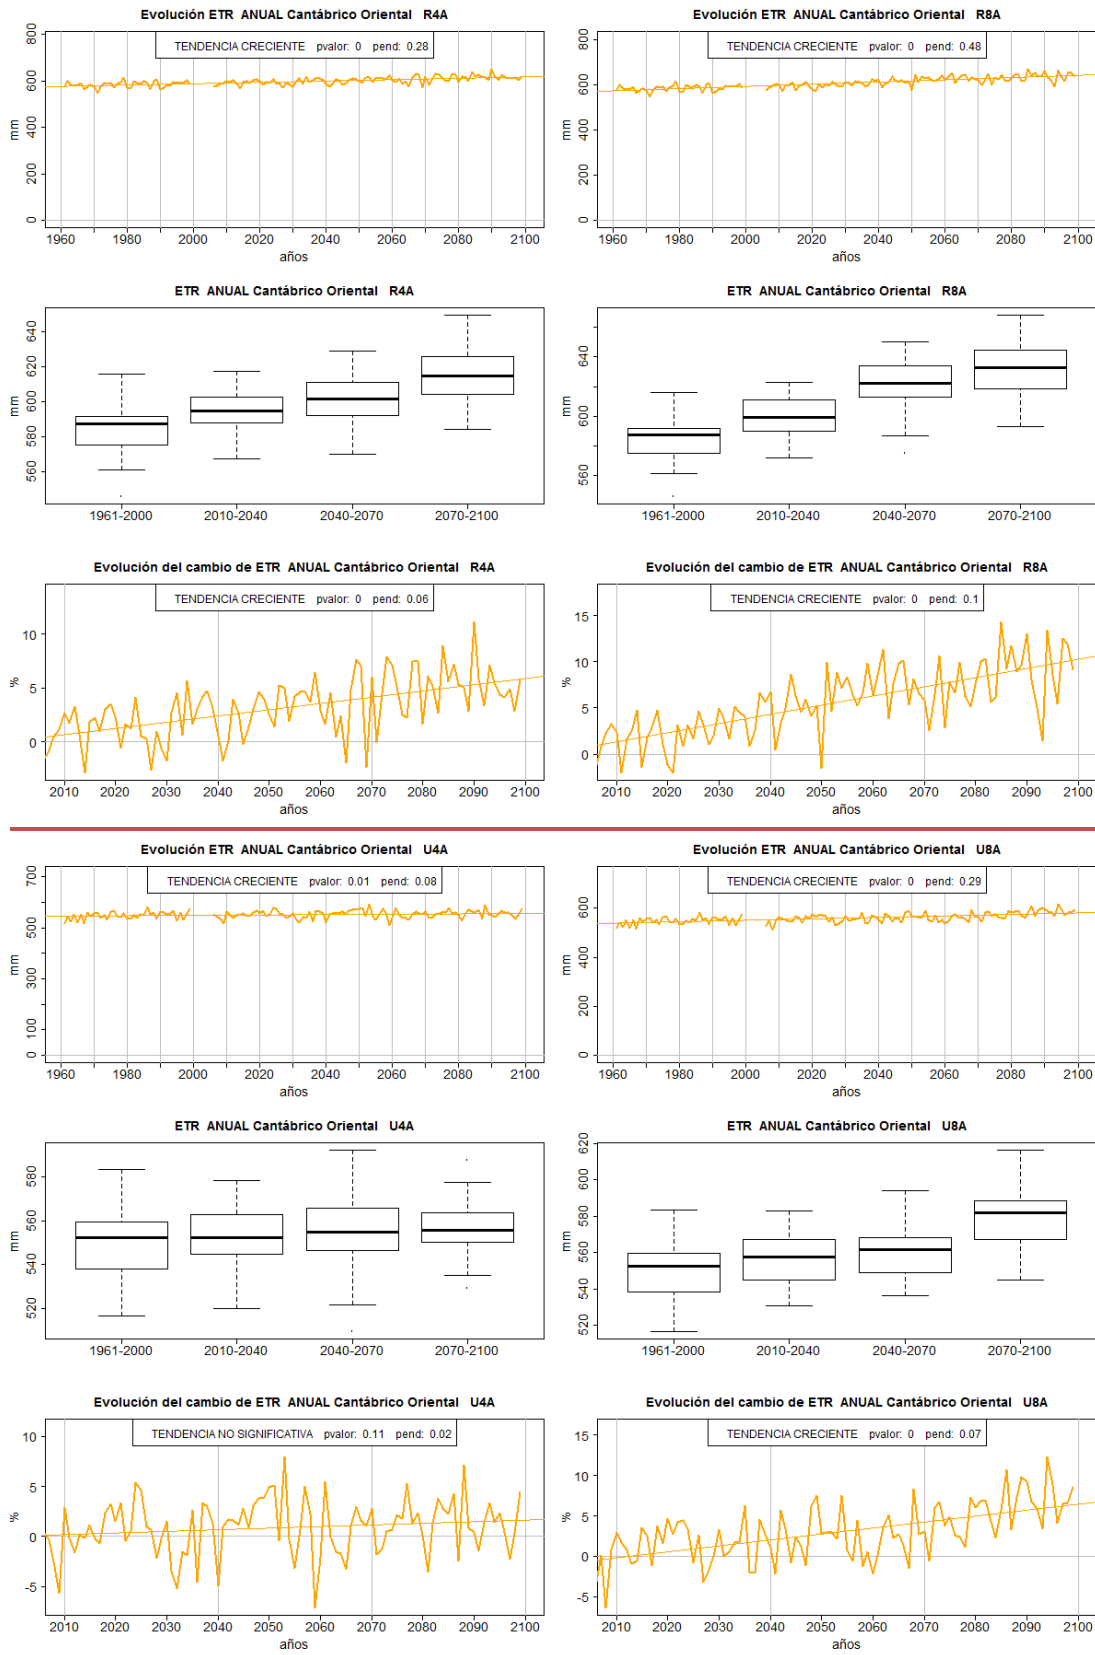 Evolución ETR ANUAL Cantábrico Oriental R4A
TENDENCIA CRECIENTE pvalor: 0 pend: 0.28
800
600
400
200
0
mm
1960 1980 2000 2020 2040 2060 2080 2100
años
Evolución ETR ANUAL Cantábrico Oriental R8A
TENDENCIA CRECIENTE pvalor: 0 pend: 0.48
800
600
400
200
0
mm
1960 1980 2000 2020 2040 2060 2080 2100
años
ETR ANUAL Cantábrico Oriental R4A
640
620
600
580
560
mm
1961-2000 2010-2040 2040-2070 2070-2100
ETR ANUAL Cantábrico Oriental R8A
640
600
560
mm
1961-2000 2010-2040 2040-2070 2070-2100
Evolución del cambio de ETR ANUAL Cantábrico Oriental R4A
TENDENCIA CRECIENTE pvalor: 0 pend: 0.06
10
5
0
%
2010 2020 2030 2040 2050 2060 2070 2080 2090 2100
años
Evolución del cambio de ETR ANUAL Cantábrico Oriental R8A
TENDENCIA CRECIENTE pvalor: 0 pend: 0.1
15
10
5
0
%
2010 2020 2030 2040 2050 2060 2070 2080 2090 2100
años
Evolución ETR ANUAL Cantábrico Oriental U4A
TENDENCIA CRECIENTE pvalor: 0.01 pend: 0.08
700
500
300
100
0
mm
1960 1980 2000 2020 2040 2060 2080 2100
años
Evolución ETR ANUAL Cantábrico Oriental U8A
TENDENCIA CRECIENTE pvalor: 0 pend: 0.29
600
400
200
0
mm
1960 1980 2000 2020 2040 2060 2080 2100
años
ETR ANUAL Cantábrico Oriental U4A
580
560
540
520
mm
1961-2000 2010-2040 2040-2070 2070-2100
ETR ANUAL Cantábrico Oriental U8A
620
600
580
560
540
520
mm
1961-2000 2010-2040 2040-2070 2070-2100
Evolución del cambio de ETR ANUAL Cantábrico Oriental U4A
TENDENCIA NO SIGNIFICATIVA pvalor: 0.11 pend: 0.02
10
5
0
-5
%
2010 2020 2030 2040 2050 2060 2070 2080 2090 2100
años
Evolución del cambio de ETR ANUAL Cantábrico Oriental U8A
TENDENCIA CRECIENTE pvalor: 0 pend: 0.07
15
10
5
0
-5
%
2010 2020 2030 2040 2050 2060 2070 2080 2090 2100
años